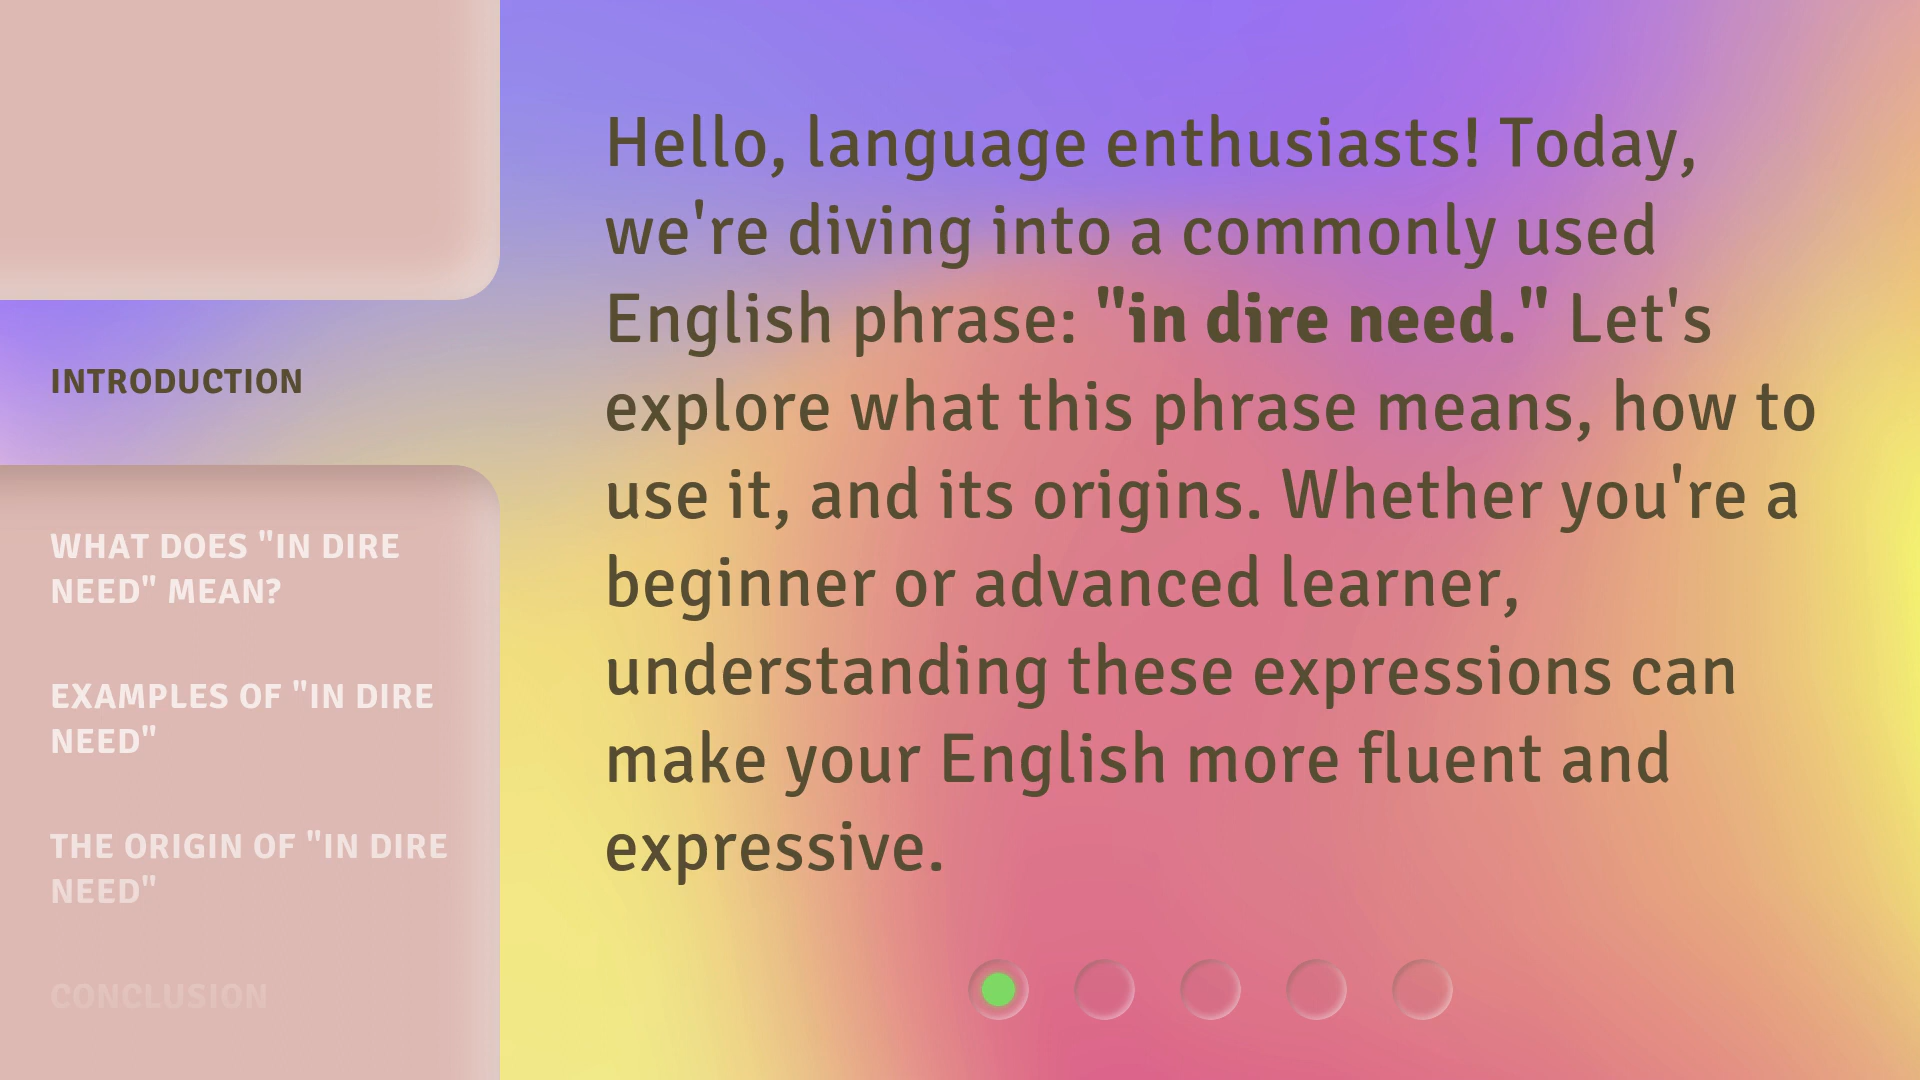 INTRODUCTION
WHAT DOES "IN DIRE
NEED" MEAN?
EXAMPLES OF "IN DIRE
NEED"
THE ORIGIN OF "IN DIRE
NEED"
CONCLUSION
Hello, language enthusiasts! Today,
we're diving into a commonly used
English phrase: "in dire need." Let's
explore what this phrase means, how to
use it, and its origins. Whether you're a
beginner or advanced learner,
understanding these expressions can
make your English more fluent and
expressive.